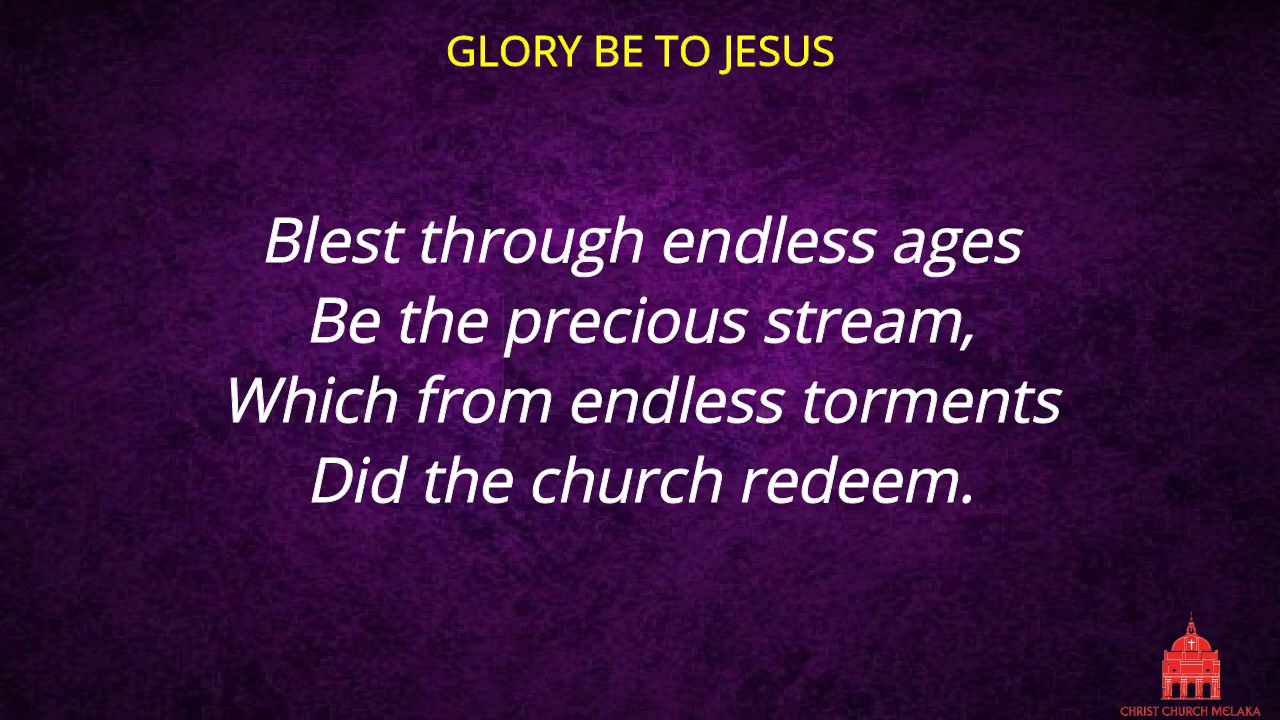 GLORY BE TO JESUS
Blest through endless ages
Be the precious stream,
Which from endless torments
Did the church redeem.
CHRIST CHURCH MELAKA